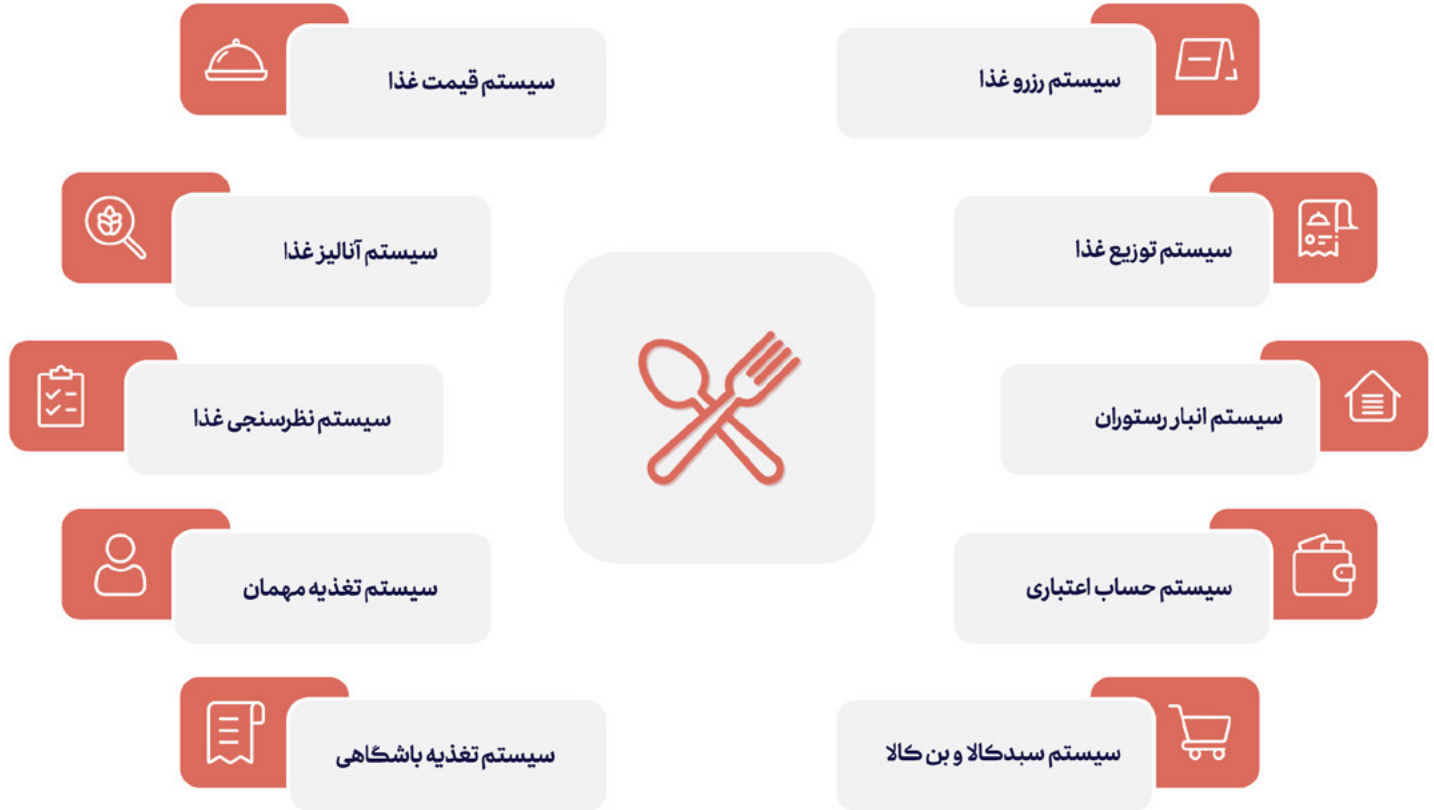 سیستم رزرو غذا
سیستم قیمت غذا
سیستم توزیع غذا
سیستم آنالیز غذا
سیستم انبار رستوران
سیستم نظرسنجی غذا
سیستم حساب اعتباری
سیستم تغذیه مهمان
سیستم سبدکالا و بن کالا
سیستم تغذیه باشگاهی